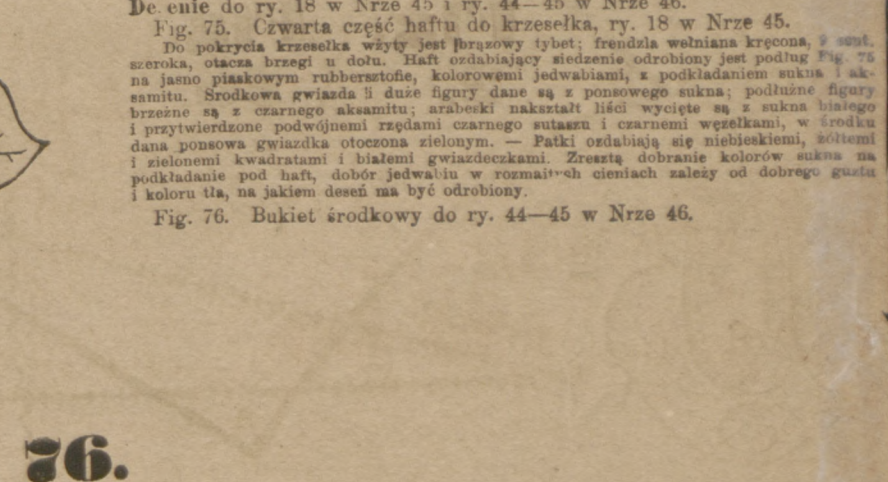 enie do ry. 18 w Nrze 45 i ry. 44—45 w Nrze 46.
Fig. 75. Czwarta część haftu do krzesełka, ry. 18 w Nrze 45.
Do pokrycia krzesełka wżyty jest brązowy tybet; frendzla wełniana kręcona,
szeroka, otacza brzegi u dołu. Haft ozdabiający siedzenie odrobiony jest podług Fig. 75
na jasno piaskowym rubbersztofie, kolorowemi jedwabiami, z podkładaniem sukna i ak-
samitu. Środkowa gwiazda i duże figury dane są z ponsowego sukna; podłużne figury
brzeżne są z czarnego aksamitu; arabeski nakształt liści wycięte są z sukna białego
i przytwierdzone podwójnemi rzędami czarnego sutaszu i czarnemi węzełkami, w środku
dana ponsowa gwiazdka otoczona zielonym. — Patki ozdabiają się niebieskiemi, żółtemi
i zielonemi kwadratami i białemi gwiazdeczkami. Zresztą dobranie kolorów sukna na
podkładanie pod haft, dobór jedwabiu w rozmaitych cieniach zależy od dobrego gustu
i koloru tła, na jakiem deseń ma być odrobiony.
Fig. 76. Bukiet środkowy do ry. 44—45 w Nrze 46.
76.